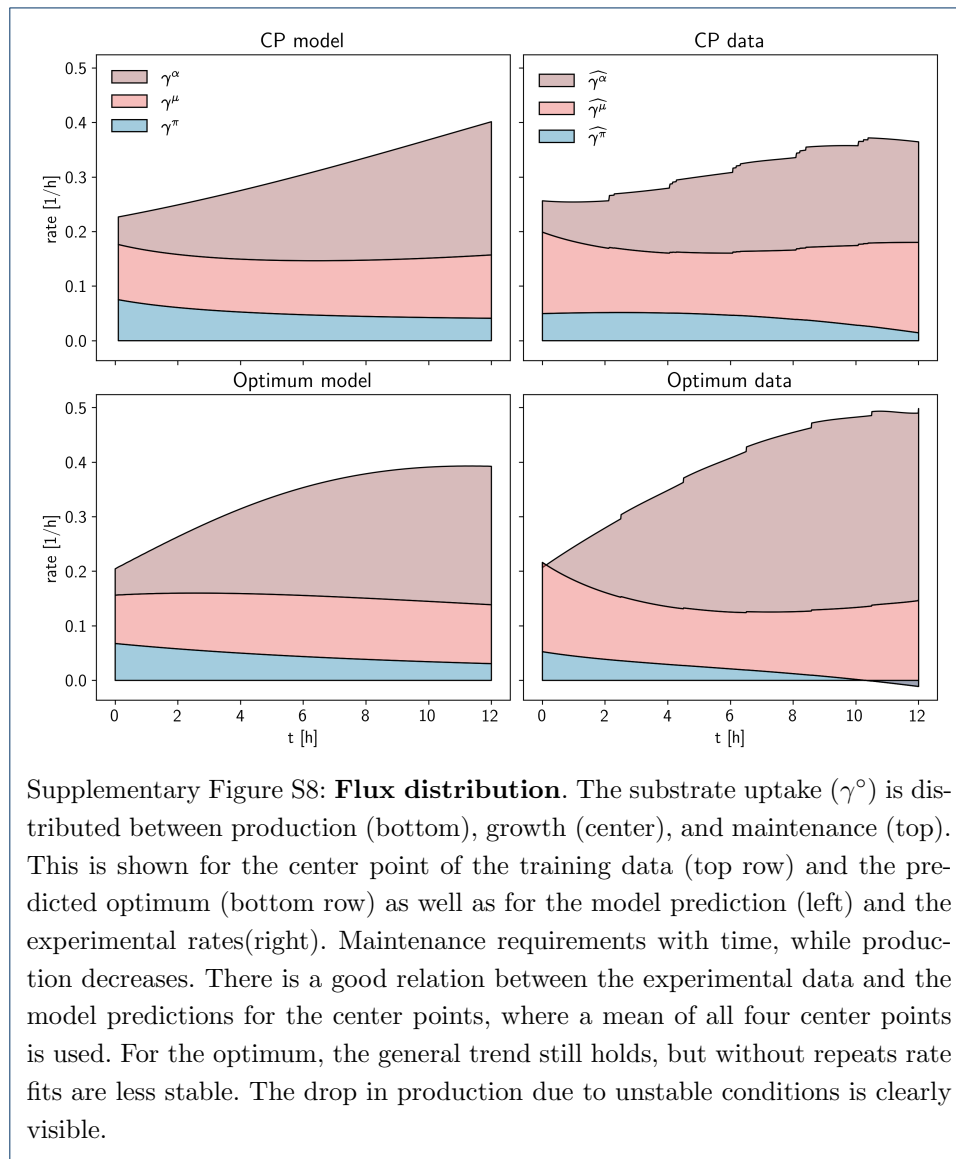 CP model
CP data
0.5
0.4
0.3
0.2
0.1
0.0
rate [1/h]
γ^α
γ^μ
γ^π
\widehat{γ^α}
\widehat{γ^μ}
\widehat{γ^π}
Optimum model
Optimum data
0.5
0.4
0.3
0.2
0.1
0.0
rate [1/h]
0 2 4 6 8 10 12
0 2 4 6 8 10 12
t [h]
t [h]
Supplementary Figure S8: Flux distribution. The substrate uptake (γ°) is dis-
tributed between production (bottom), growth (center), and maintenance (top).
This is shown for the center point of the training data (top row) and the pre-
dicted optimum (bottom row) as well as for the model prediction (left) and the
experimental rates(right). Maintenance requirements with time, while produc-
tion decreases. There is a good relation between the experimental data and the
model predictions for the center points, where a mean of all four center points
is used. For the optimum, the general trend still holds, but without repeats rate
fits are less stable. The drop in production due to unstable conditions is clearly
visible.